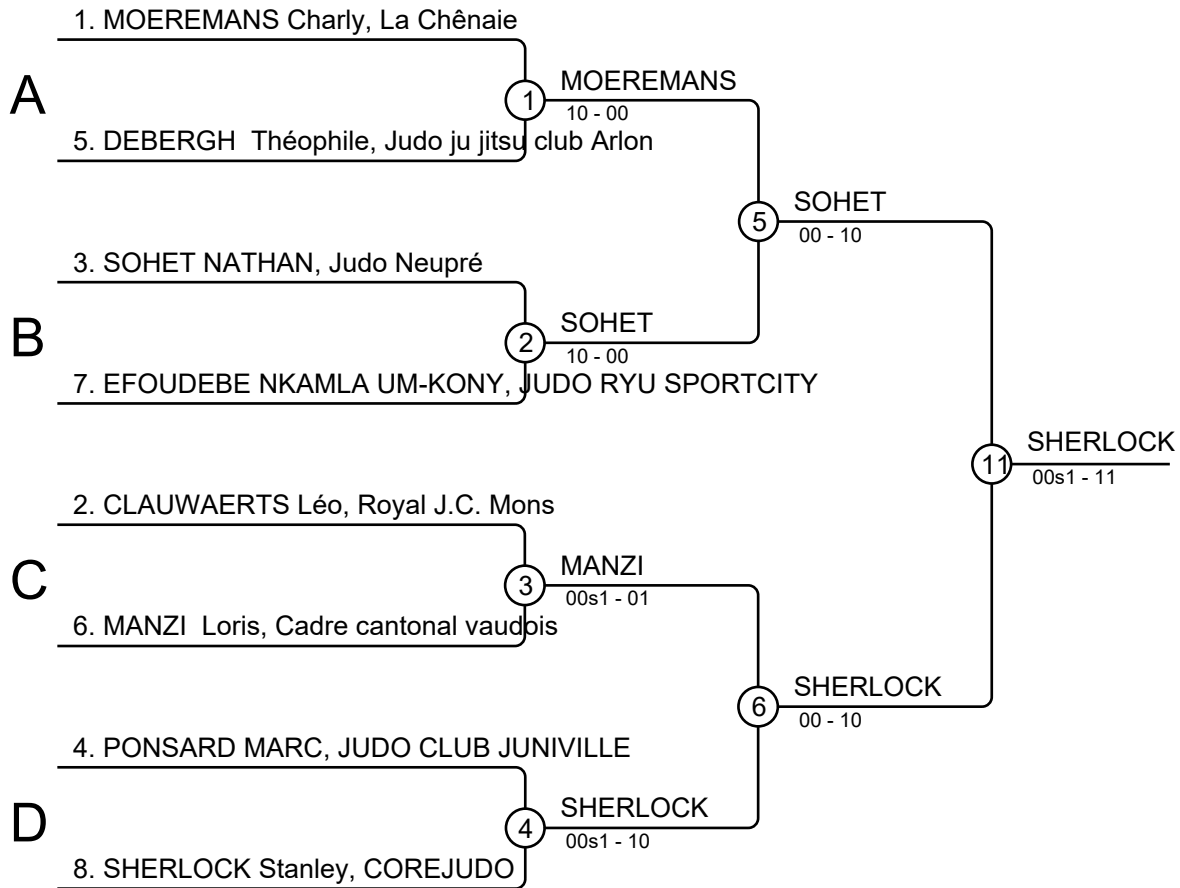 1. MOEREMANS Charly, La Chênaie
A
1
MOEREMANS
10 - 00
5. DEBERGH  Théophile, Judo ju jitsu club Arlon
5
SOHET
00 - 10
3. SOHET NATHAN, Judo Neupré
B
2
SOHET
10 - 00
7. EFOUDEBE NKAMLA UM-KONY, JUDO RYU SPORTCITY
11
SHERLOCK
00s1 - 11
2. CLAUWAERTS Léo, Royal J.C. Mons
C
3
MANZI
00s1 - 01
6. MANZI  Loris, Cadre cantonal vaudois
6
SHERLOCK
00 - 10
4. PONSARD MARC, JUDO CLUB JUNIVILLE
D
4
SHERLOCK
00s1 - 10
8. SHERLOCK Stanley, COREJUDO